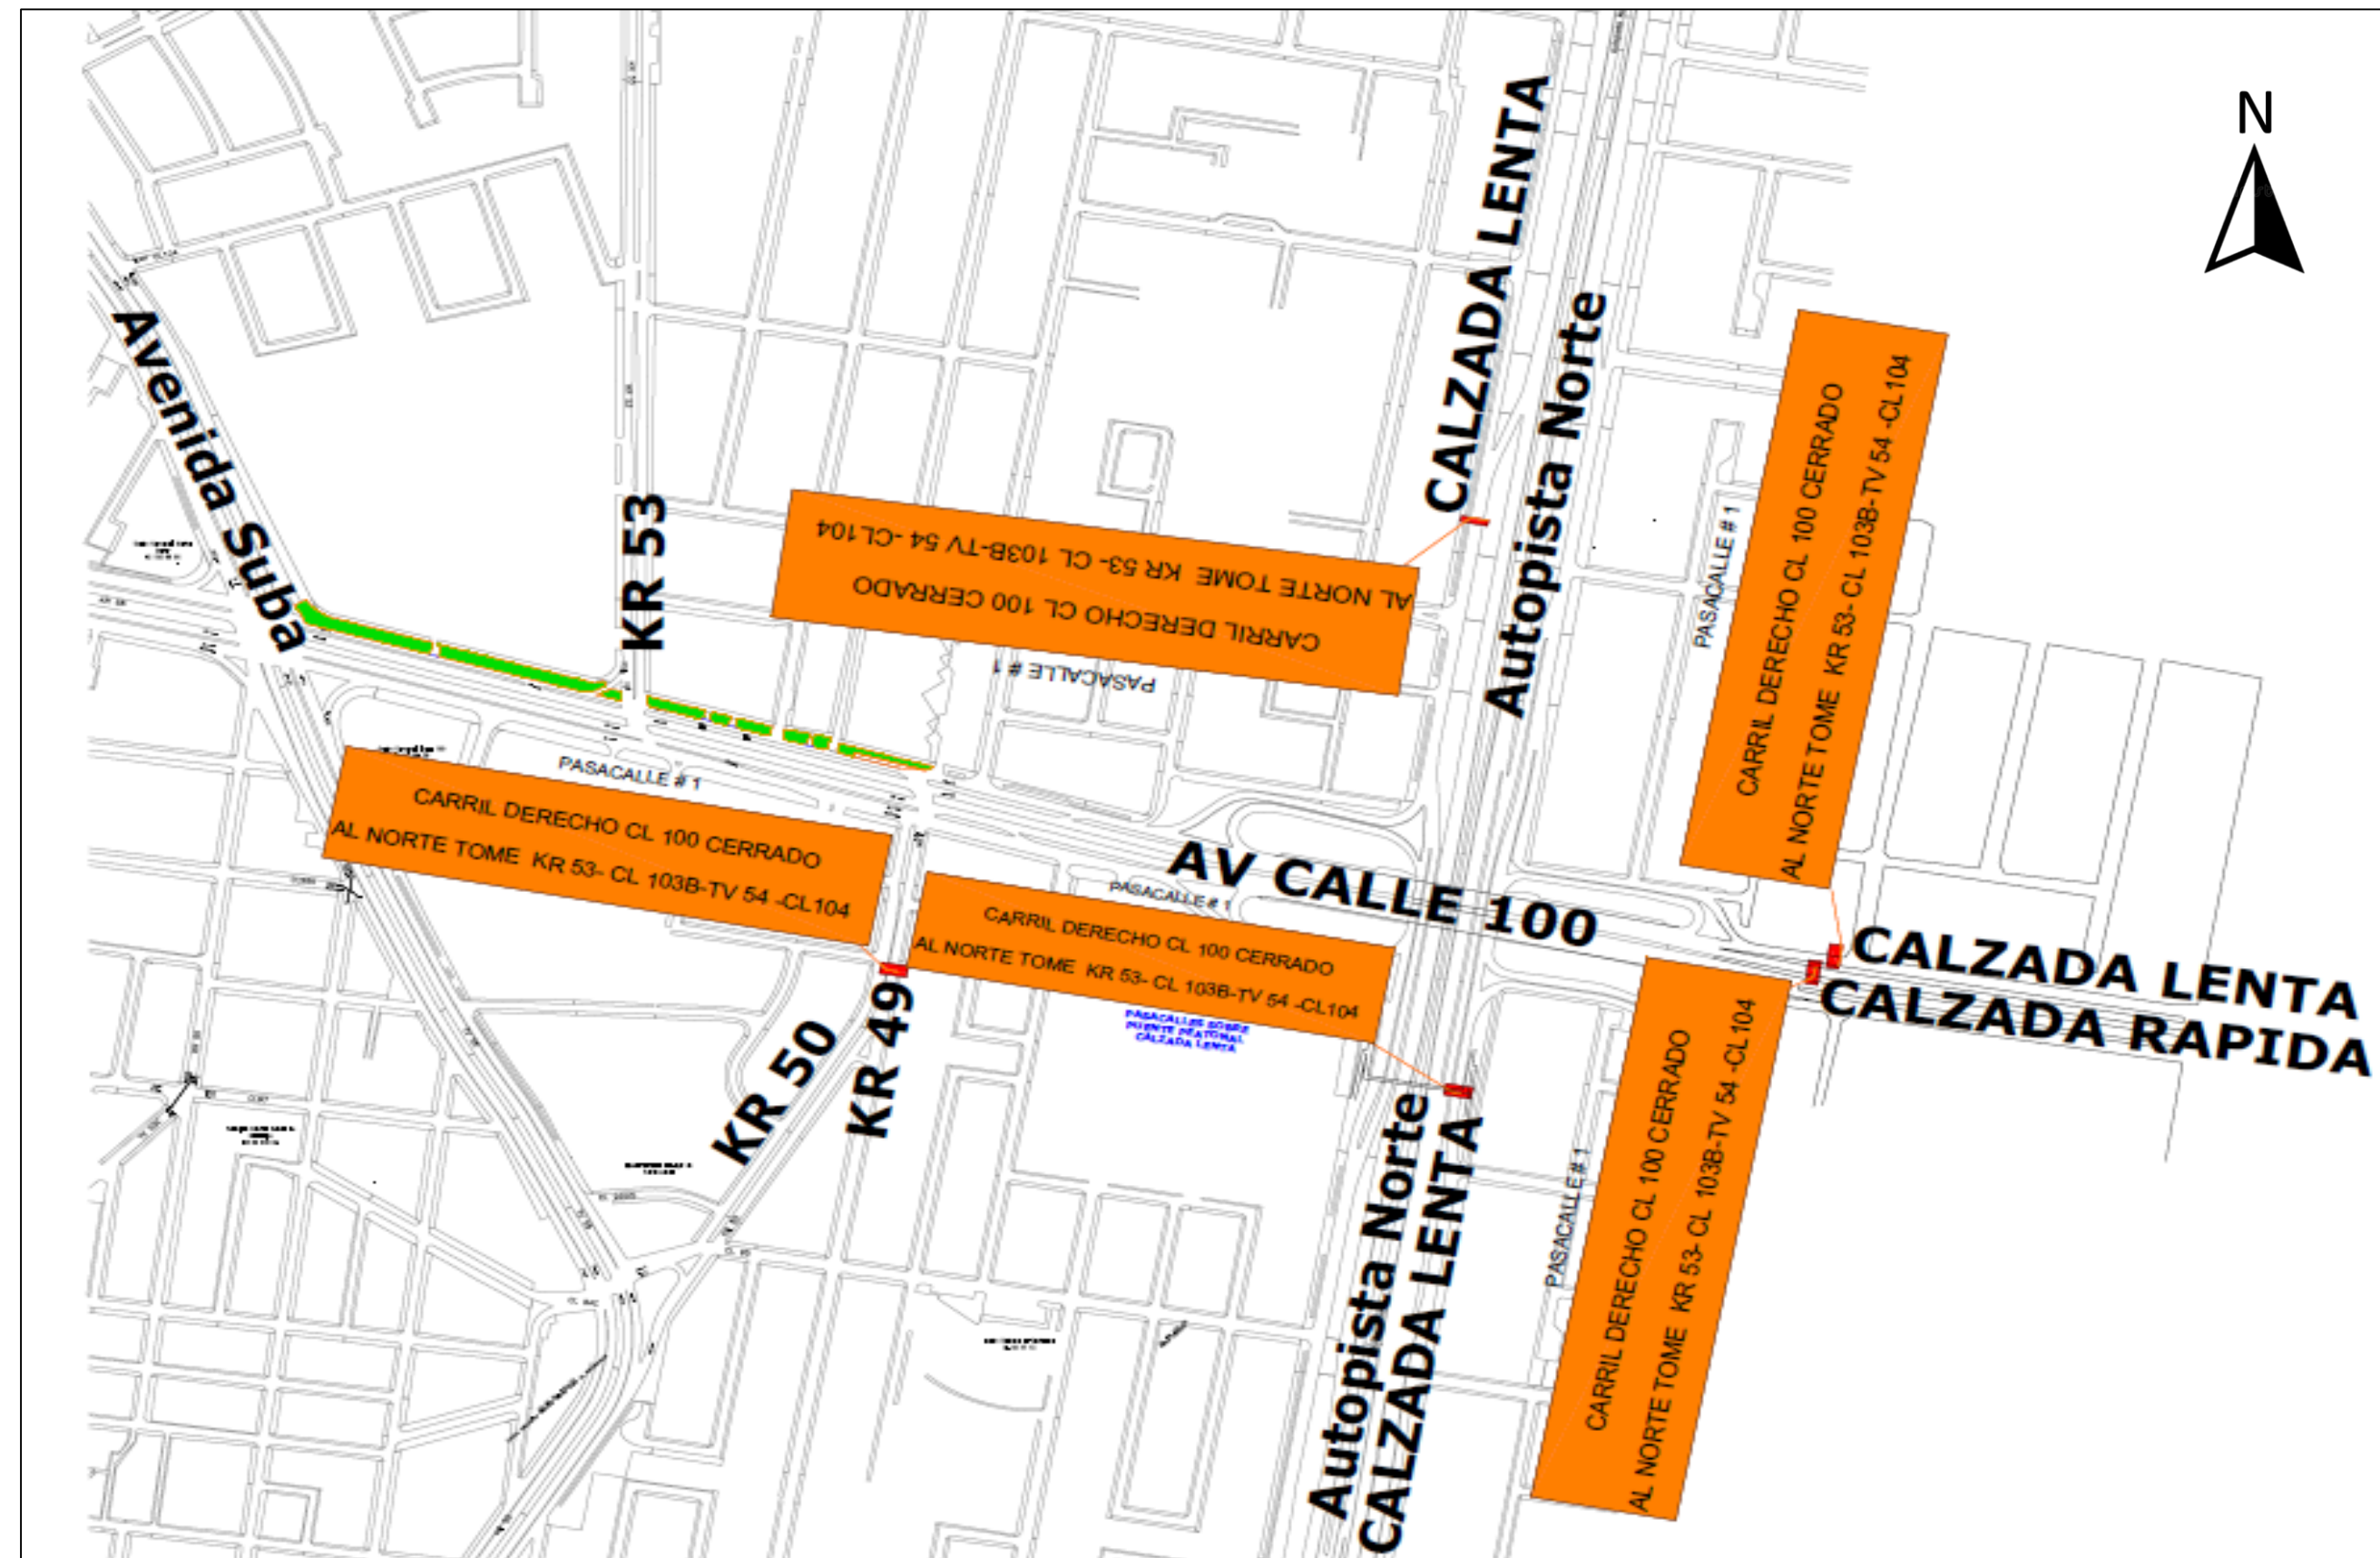 N
CALZADA LENTA
Autopista Norte
Avenida Suba
KR 53
CARRIL DERECHO CL 100 CERRADO
AL NORTE TOME KR 53- CL 103B-TV 54 -CL104
PASACALLE # 1
PASACALLE # 1
CARRIL DERECHO CL 100 CERRADO
AL NORTE TOME KR 53- CL 103B-TV 54 -CL104
PASACALLE # 1
CARRIL DERECHO CL 100 CERRADO
AL NORTE TOME KR 53- CL 103B-TV 54 -CL104
AV CALLE 100
PASACALLE # 1
CARRIL DERECHO CL 100 CERRADO
AL NORTE TOME KR 53- CL 103B-TV 54 -CL104
PASACALLES SOBRE
PUENTE PEATONAL
CALZADA LENTA
CALZADA LENTA
CALZADA RAPIDA
KR 50
KR 49
PASACALLE # 1
CARRIL DERECHO CL 100 CERRADO
AL NORTE TOME KR 53- CL 103B-TV 54 -CL104
Autopista Norte
CALZADA LENTA